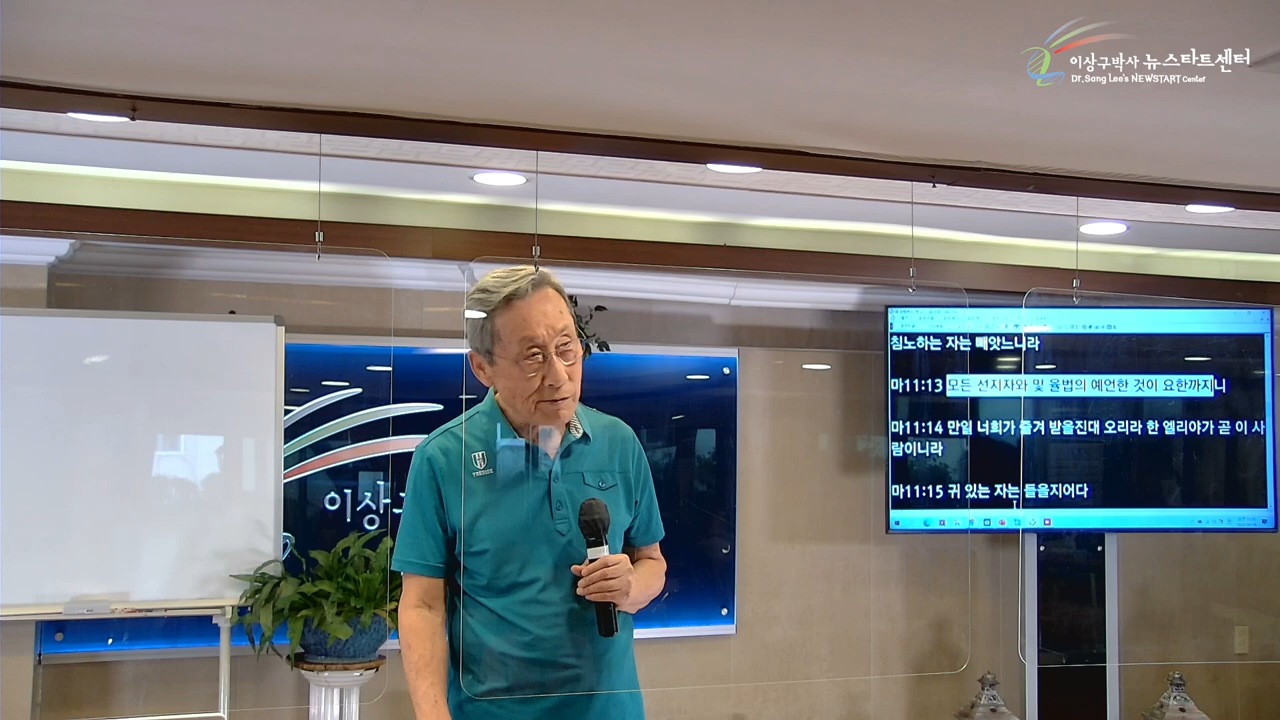 이상구박사 뉴스타트센터
Dr. Sang Lee's NEWSTART Center
침노하는 자는 빼앗느니라
마11:13 모든 선지자와 및 율법의 예언한 것이 요한까지니
마11:14 만일 너희가 즐겨 받을진대 오리라 한 엘리야가 곧 이 사
람이니라
마11:15 귀 있는 자는 들을지어다
이상